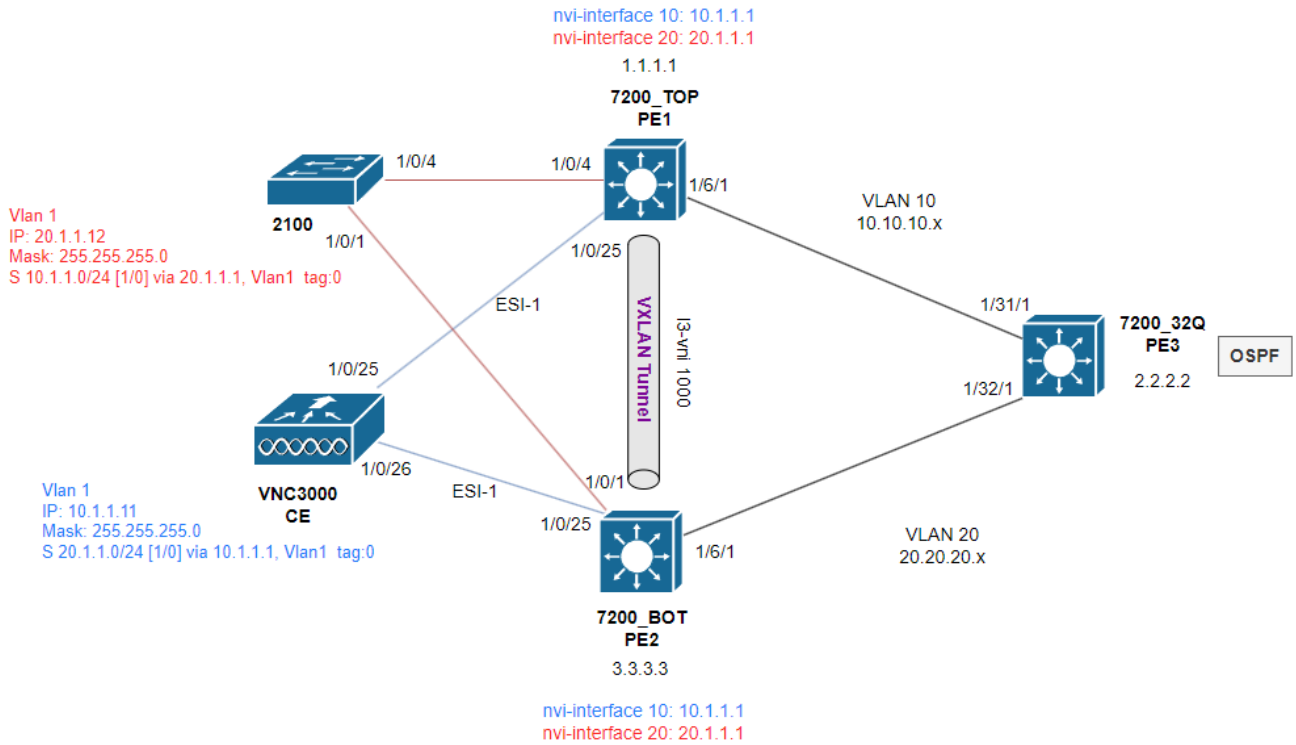 nvi-interface 10: 10.1.1.1
nvi-interface 20: 20.1.1.1
1.1.1.1
7200_TOP
PE1
1/0/4
1/0/4
1/6/1
2100
1/0/1
Vlan 1
IP: 20.1.1.12
Mask: 255.255.255.0
S 10.1.1.0/24 [1/0] via 20.1.1.1, Vlan1 tag:0
VLAN 10
10.10.10.x
1/0/25
ESI-1
VXLAN Tunnel
l3-vni 1000
1/31/1
7200_32Q
PE3
2.2.2.2
OSPF
1/32/1
1/0/25
1/0/26
VNC3000
CE
ESI-1
Vlan 1
IP: 10.1.1.11
Mask: 255.255.255.0
S 20.1.1.0/24 [1/0] via 10.1.1.1, Vlan1 tag:0
1/0/1
1/0/25
1/6/1
VLAN 20
20.20.20.x
7200_BOT
PE2
3.3.3.3
nvi-interface 10: 10.1.1.1
nvi-interface 20: 20.1.1.1